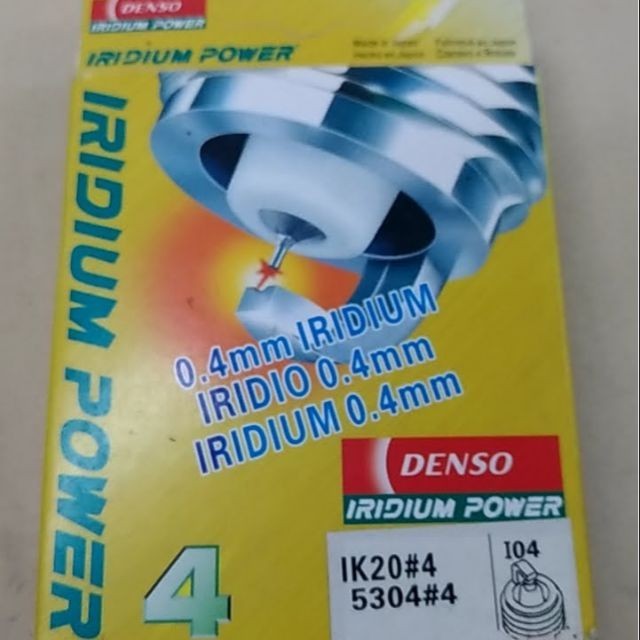 DENSO
IRIDIUM POWER
IRIDIUM POWER
Made in Japan
IRIDIUM POWER
0.4mm IRIDIUM
IRIDIO 0.4mm
IRIDIUM 0.4mm
DENSO
IRIDIUM POWER
4
IK20#4
5304#4
I04